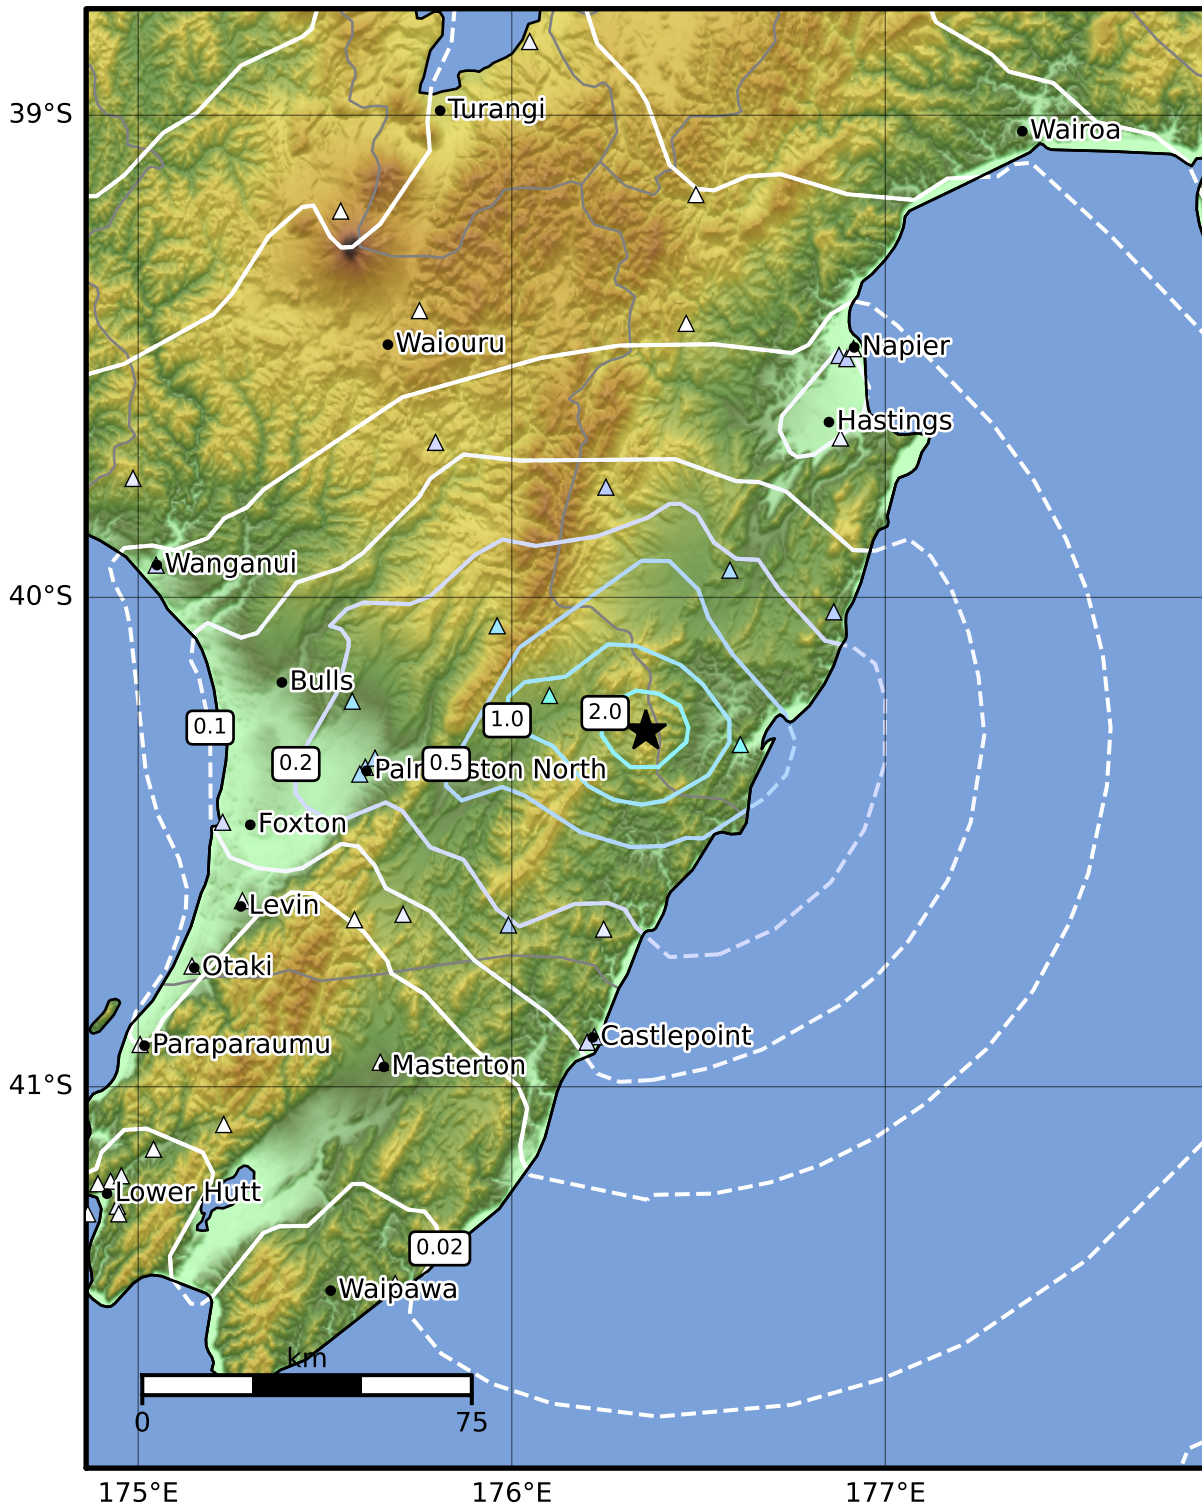 Turangi
39°S
Wairoa
Waiouru
Napier
Hastings
Wanganui
40°S
Bulls
0.1
1.0
2.0
0.2
0.5
Palm ston North
Foxton
Levin
Otaki
Castlepoint
Paraparaumu
Masterton
41°S
Lower Hutt
0.02
Waipawa
km
0
75
175°E
176°E
177°E